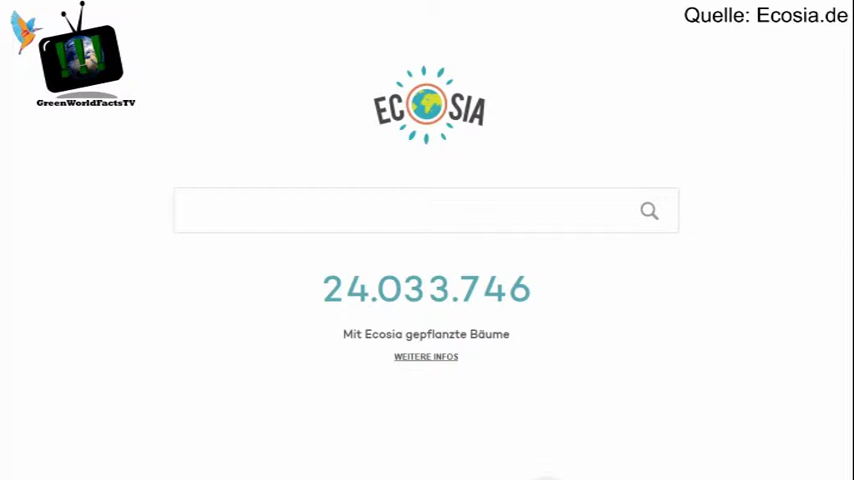 Quelle: Ecosia.de
!!!
GreenWorldFactsTV
ECOSIA
24.033.746
Mit Ecosia gepflanzte Bäume
WEITERE INFOS